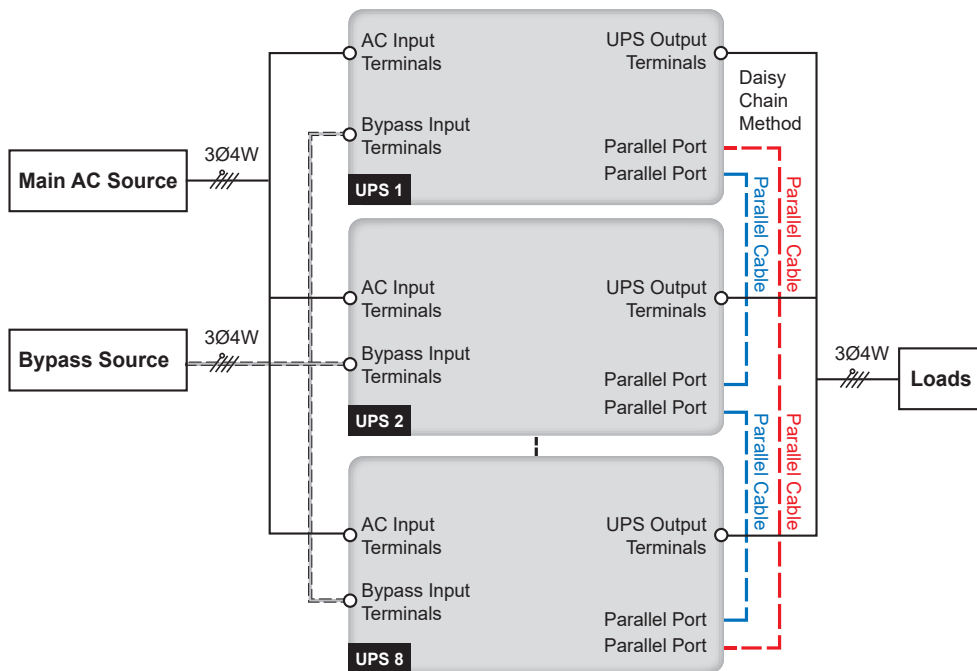 AC Input
Terminals
UPS Output
Terminals
Daisy
Chain
Method
Bypass Input
Terminals
Parallel Port
Parallel Port
UPS 1
3Ø4W
Main AC Source
Parallel Cable
Parallel Cable
AC Input
Terminals
UPS Output
Terminals
3Ø4W
Bypass Source
Bypass Input
Terminals
Parallel Port
Parallel Port
UPS 2
3Ø4W
Loads
Parallel Cable
Parallel Cable
AC Input
Terminals
UPS Output
Terminals
Bypass Input
Terminals
Parallel Port
Parallel Port
UPS 8